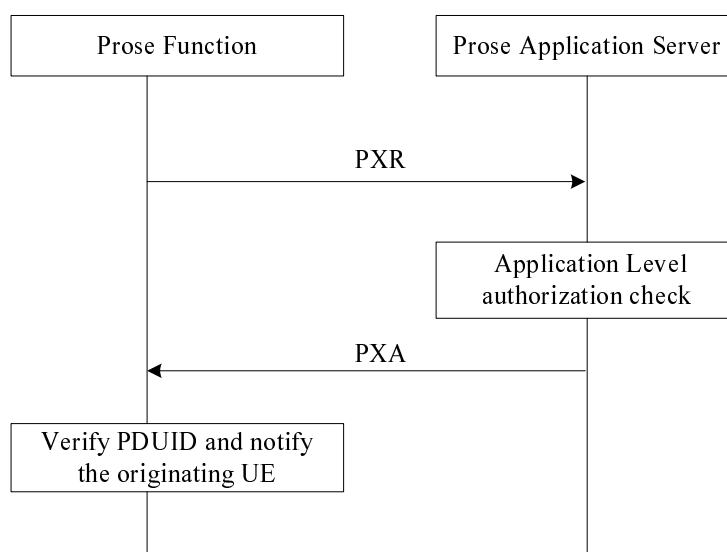 Prose Function
Prose Application Server
PXR
Application Level
authorization check
PXA
Verify PDUID and notify
the originating UE